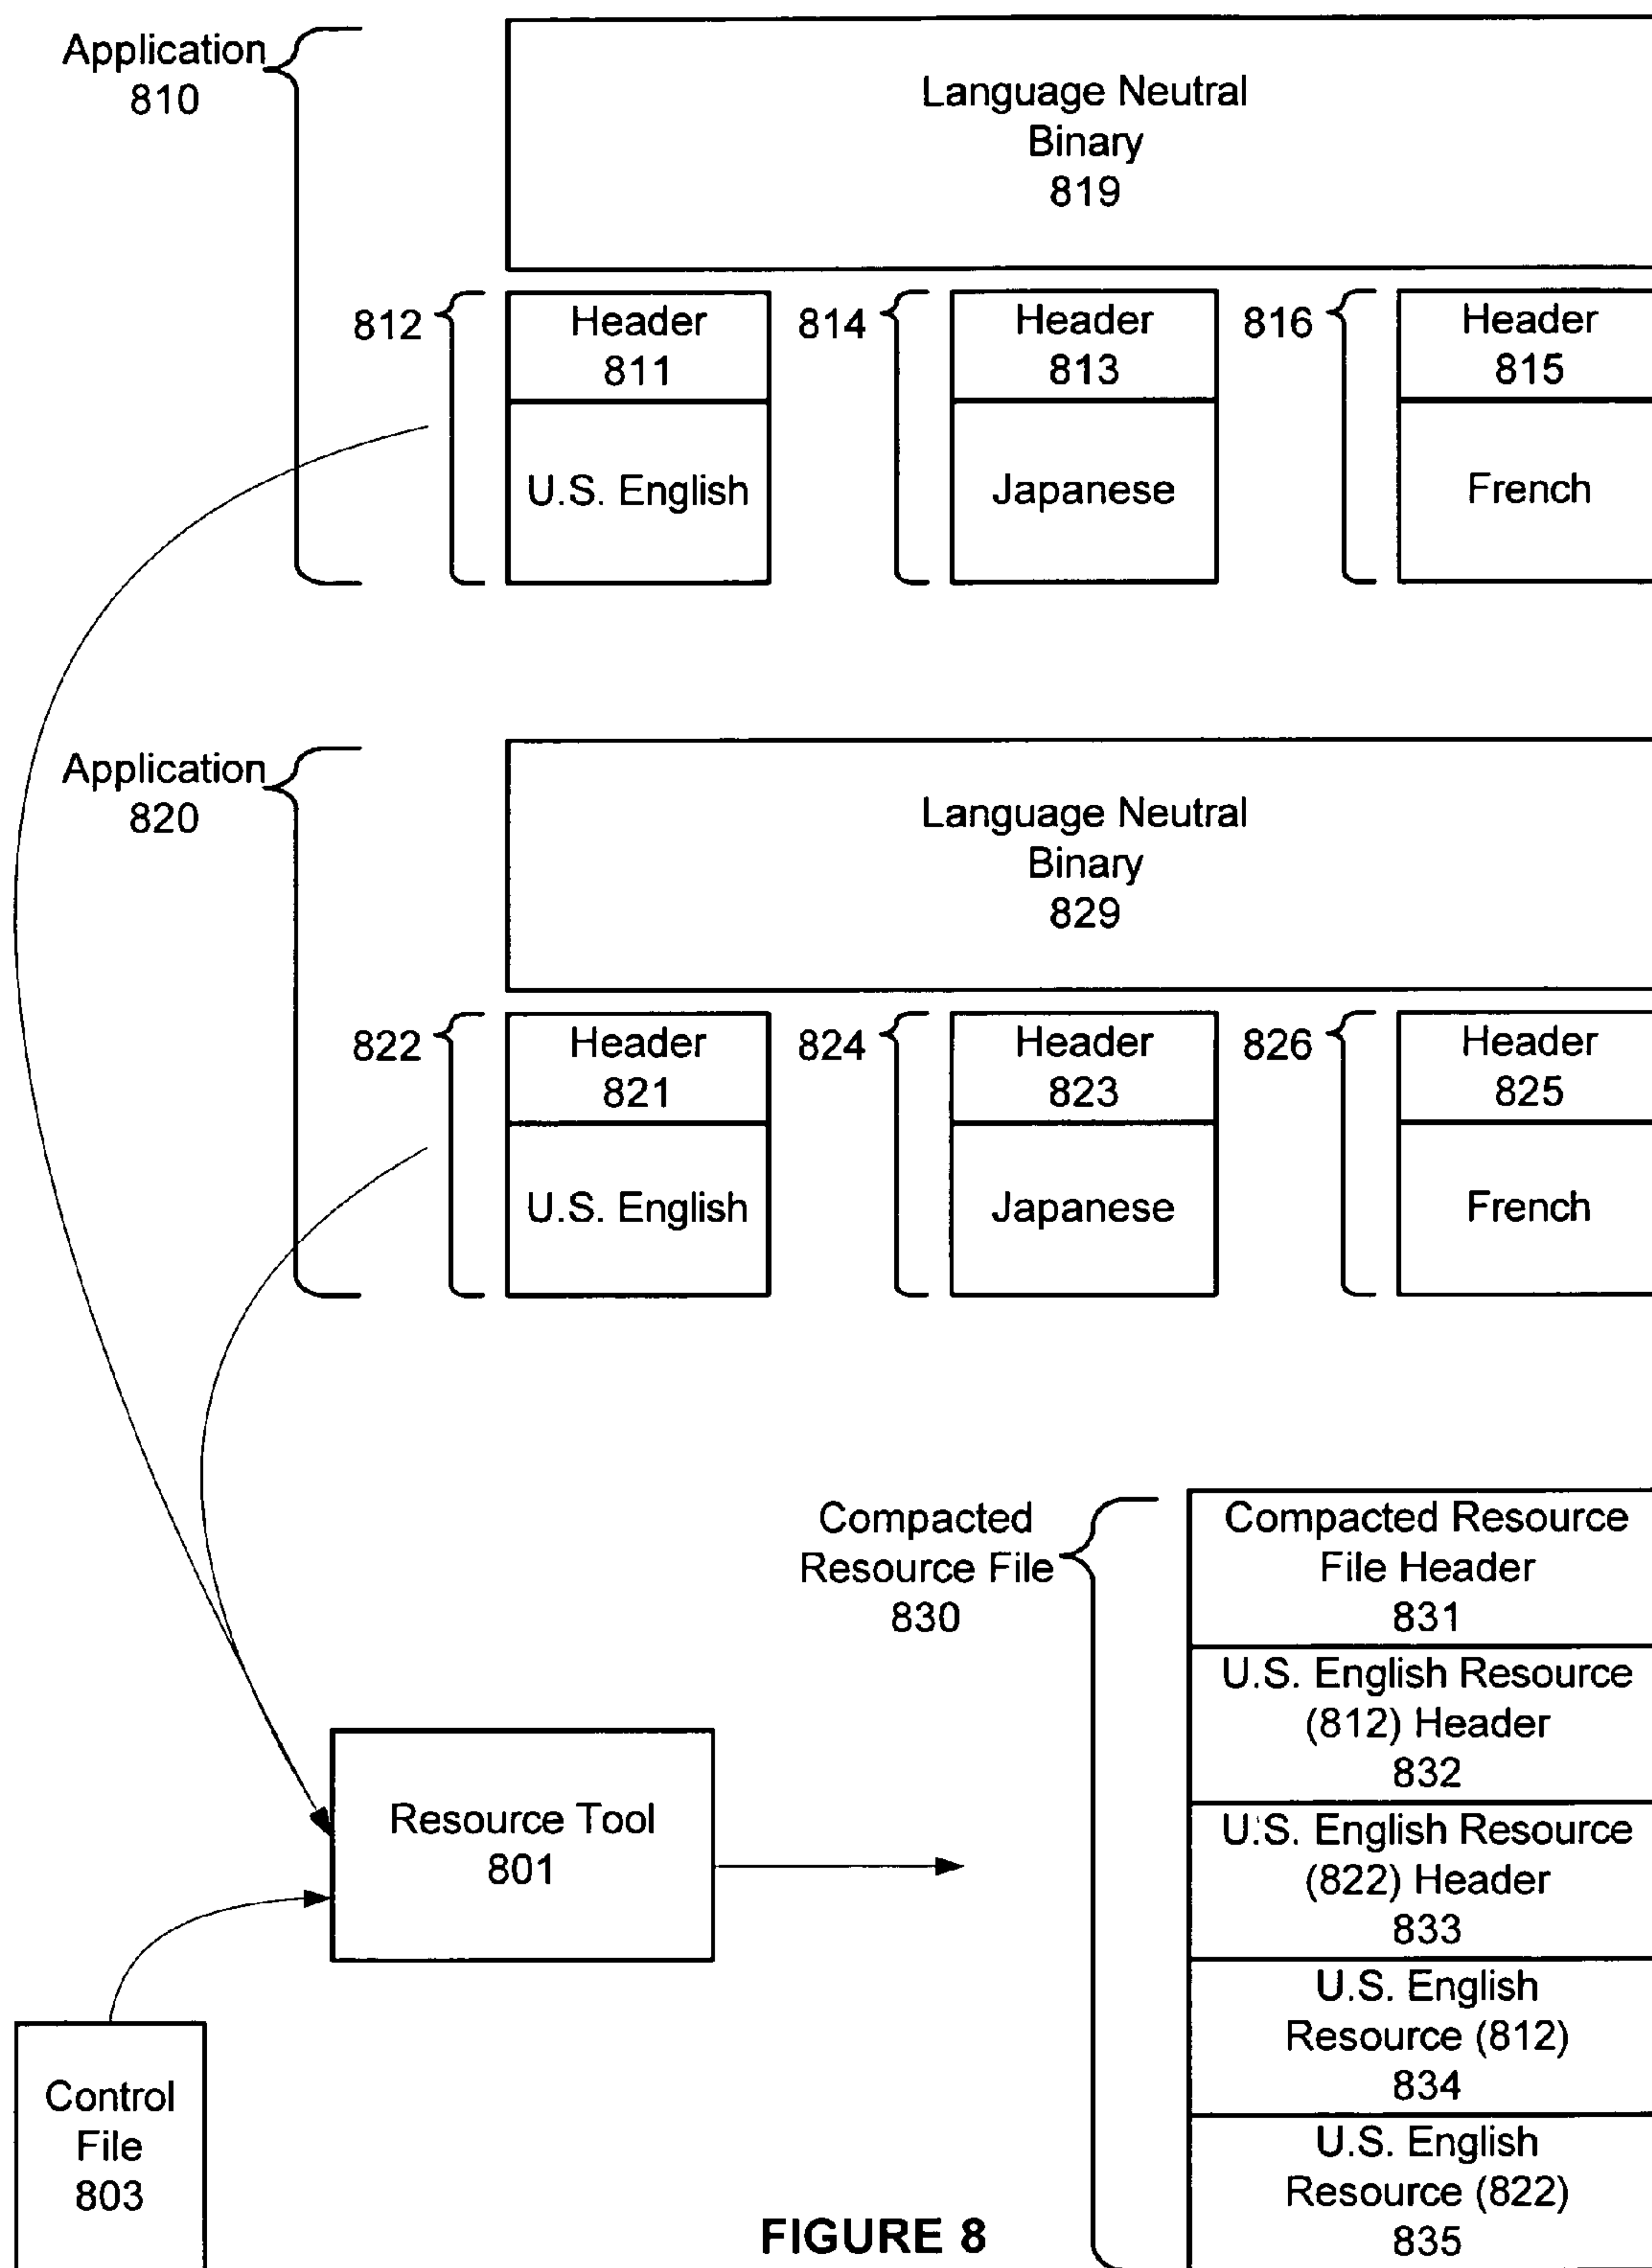 Application
810
Language Neutral
Binary
819
812
Header
811
U.S. English
814
Header
813
Japanese
816
Header
815
French
Application
820
Language Neutral
Binary
829
822
Header
821
U.S. English
824
Header
823
Japanese
826
Header
825
French
Compacted
Resource File
830
Compacted Resource
File Header
831
U.S. English Resource
(812) Header
832
U.S. English Resource
(822) Header
833
U.S. English
Resource (812)
834
U.S. English
Resource (822)
835
Resource Tool
801
Control
File
803
FIGURE 8